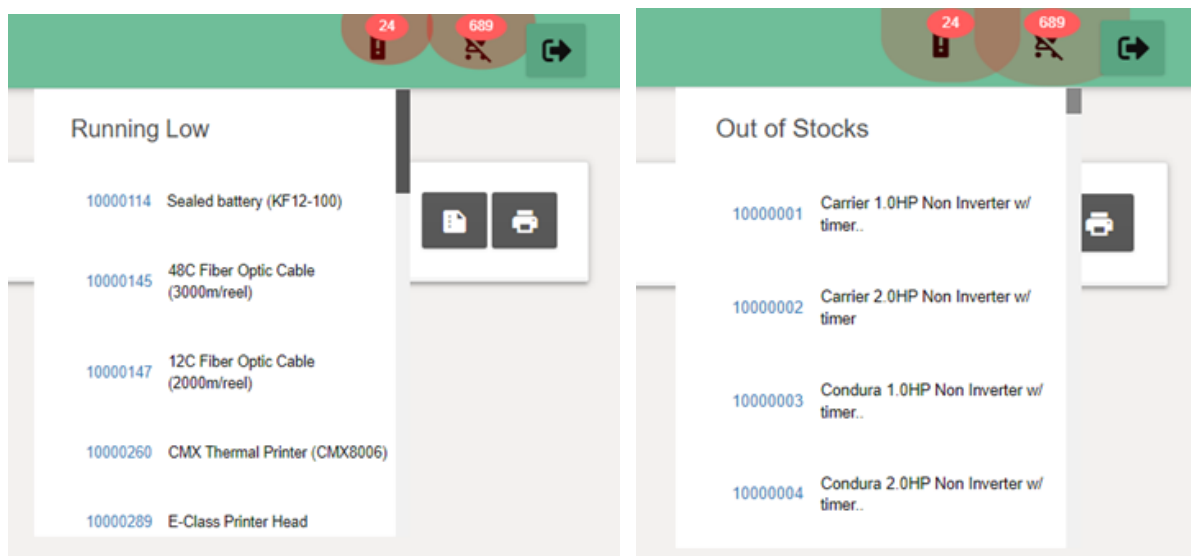 24
689
Running Low
10000114 Sealed battery (KF12-100)
10000145 48C Fiber Optic Cable
(3000m/reel)
10000147 12C Fiber Optic Cable
(2000m/reel)
10000260 CMX Thermal Printer (CMX8006)
10000289 E-Class Printer Head
24
689
Out of Stocks
10000001 Carrier 1.0HP Non Inverter w/
timer..
10000002 Carrier 2.0HP Non Inverter w/
timer
10000003 Condura 1.0HP Non Inverter w/
timer..
10000004 Condura 2.0HP Non Inverter w/
timer..